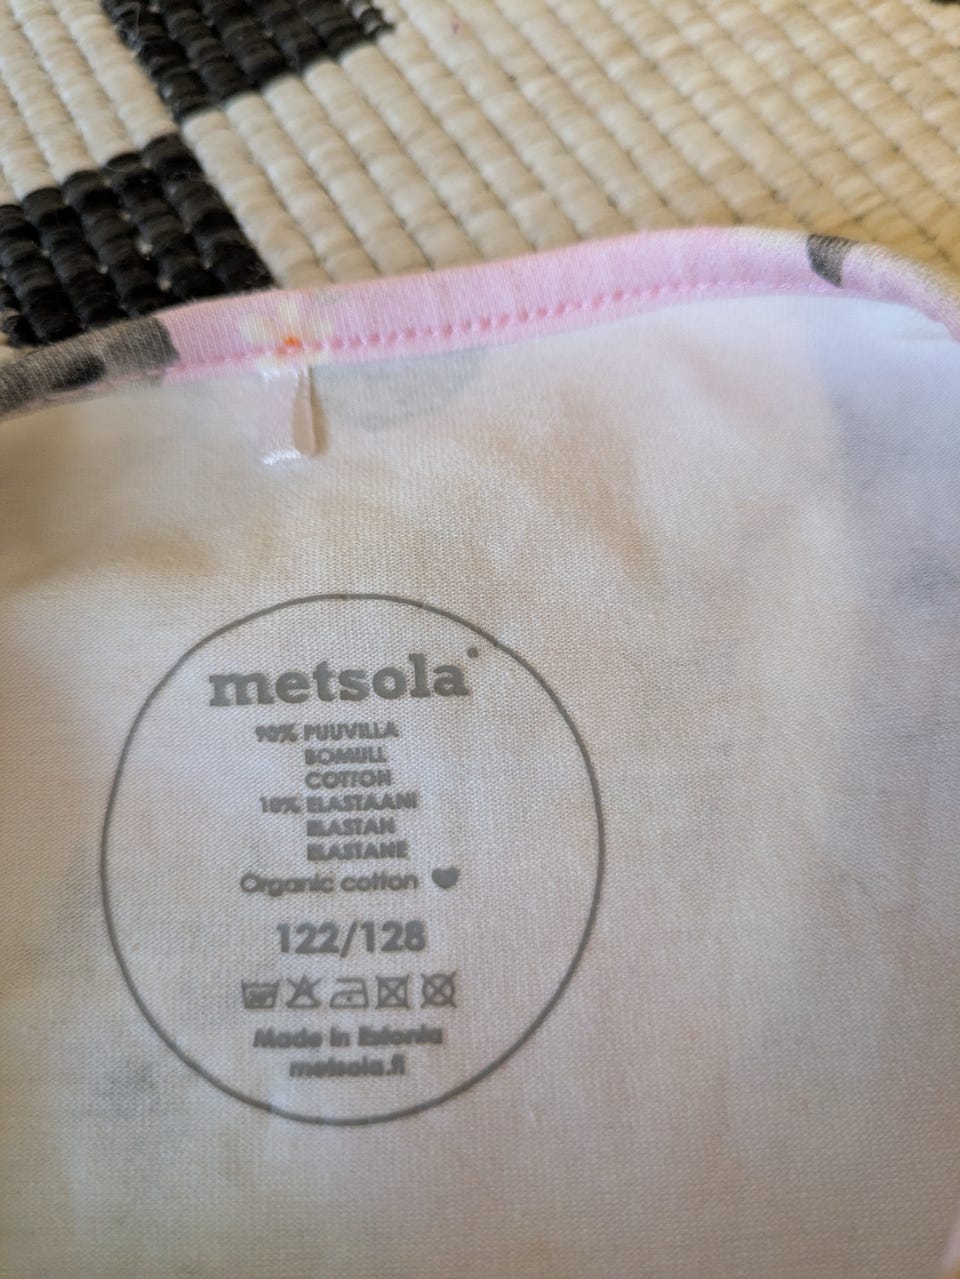 metsola
90% PUUVILLA
BOMULL
COTTON
10% ELASTAANI
ELASTAN
ELASTANE
Organic cotton
122/128
Made in Estonia
metsola.fi